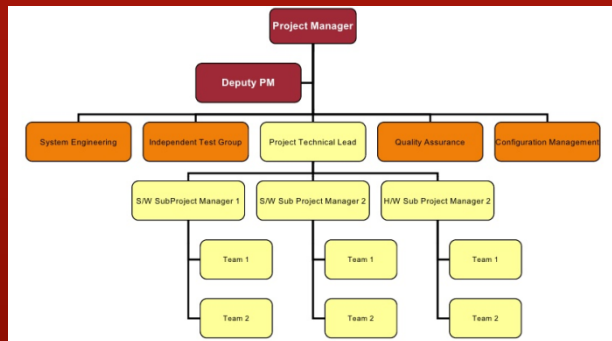 Project Manager
Deputy PM
System Engineering
Independent Test Group
Project Technical Lead
Quality Assurance
Configuration Management
S/W SubProject Manager 1
S/W Sub Project Manager 2
H/W Sub Project Manager 2
Team 1
Team 1
Team 1
Team 2
Team 2
Team 2